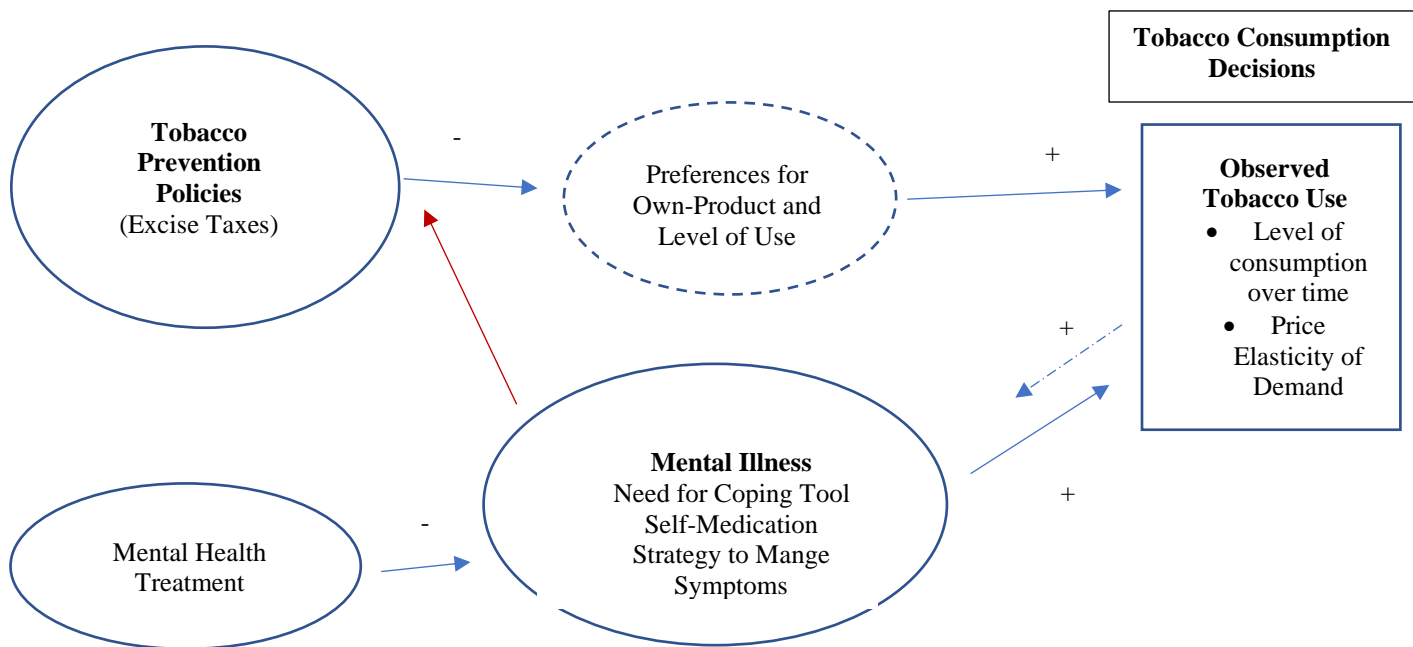 Tobacco Consumption
Decisions
Tobacco
Prevention
Policies
(Excise Taxes)
-
Preferences for
Own-Product and
Level of Use
+
Observed
Tobacco Use
• Level of
consumption
over time
• Price
Elasticity of
Demand
+
Mental Illness
Need for Coping Tool
Self-Medication
Strategy to Mange
Symptoms
+
Mental Health
Treatment
-